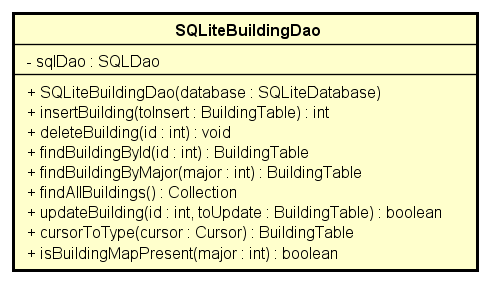 SQLiteBuildingDao
- sqlDao : SQLDao
+ SQLiteBuildingDao(database : SQLiteDatabase)
+ insertBuilding(toInsert : BuildingTable) : int
+ deleteBuilding(id : int) : void
+ findBuildingById(id : int) : BuildingTable
+ findBuildingByMajor(major : int) : BuildingTable
+ findAllBuildings() : Collection
+ updateBuilding(id : int, toUpdate : BuildingTable) : boolean
+ cursorToType(cursor : Cursor) : BuildingTable
+ isBuildingMapPresent(major : int) : boolean